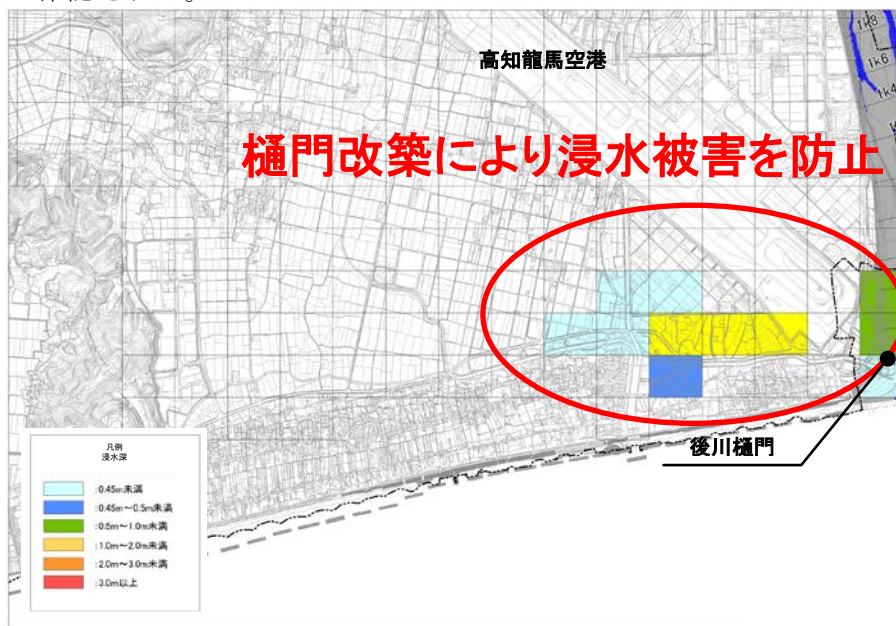 高知龍馬空港
樋門改築により浸水被害を防止
1k8
1k6
1k4
後川樋門
凡例
浸水深
:0.45m未満
:0.45m～0.5m未満
:0.5m～1.0m未満
:1.0m～2.0m未満
:2.0m～3.0m未満
:3.0m以上